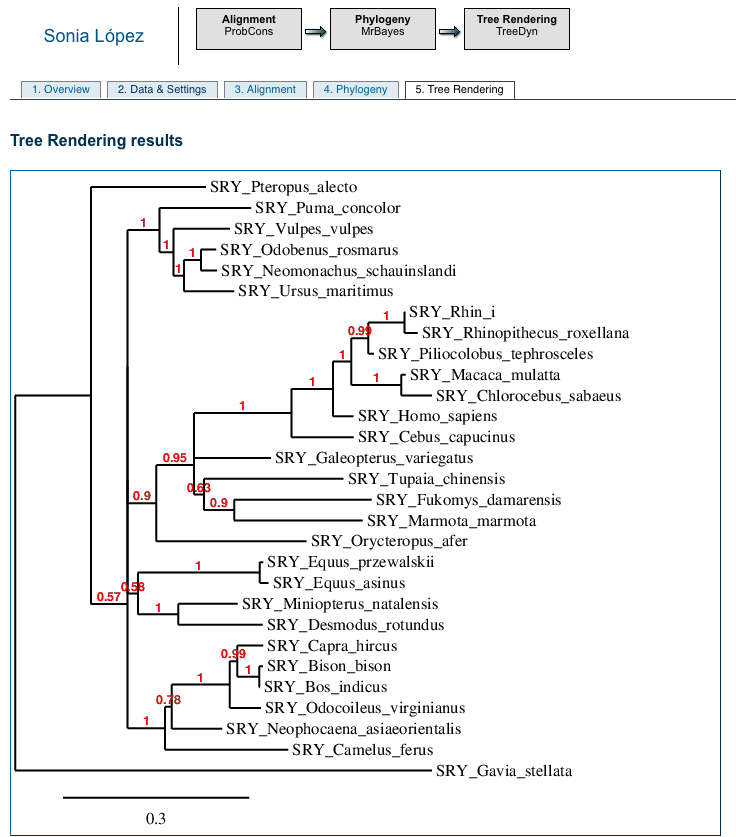 Sonia López
Alignment
ProbCons
Phylogeny
MrBayes
Tree Rendering
TreeDyn
1. Overview
2. Data & Settings
3. Alignment
4. Phylogeny
5. Tree Rendering
Tree Rendering results
SRY_Pteropus_alecto
SRY_Puma_concolor
1
SRY_Vulpes_vulpes
1
SRY_Odobenus_rosmarus
1
SRY_Neomonachus_schauinslandi
1
SRY_Ursus_maritimus
SRY_Rhin_i
1
SRY_Rhinopithecus_roxellana
0.99
SRY_Piliocolobus_tephrosceles
1
SRY_Macaca_mulatta
1
1
SRY_Chlorocebus_sabaeus
1
SRY_Homo_sapiens
SRY_Cebus_capucinus
0.95
SRY_Galeopterus_variegatus
SRY_Tupaia_chinensis
0.63
0.9
SRY_Fukomys_damarensis
0.9
SRY_Marmota_marmota
SRY_Orycteropus_afer
SRY_Equus_przewalskii
1
SRY_Equus_asinus
0.58
0.57
1
SRY_Miniopterus_natalensis
SRY_Desmodus_rotundus
SRY_Capra_hircus
0.99
SRY_Bison_bison
1
1
SRY_Bos_indicus
0.78
SRY_Odocoileus_virginianus
1
SRY_Neophocaena_asiaeorientalis
SRY_Camelus_ferus
SRY_Gavia_stellata
0.3